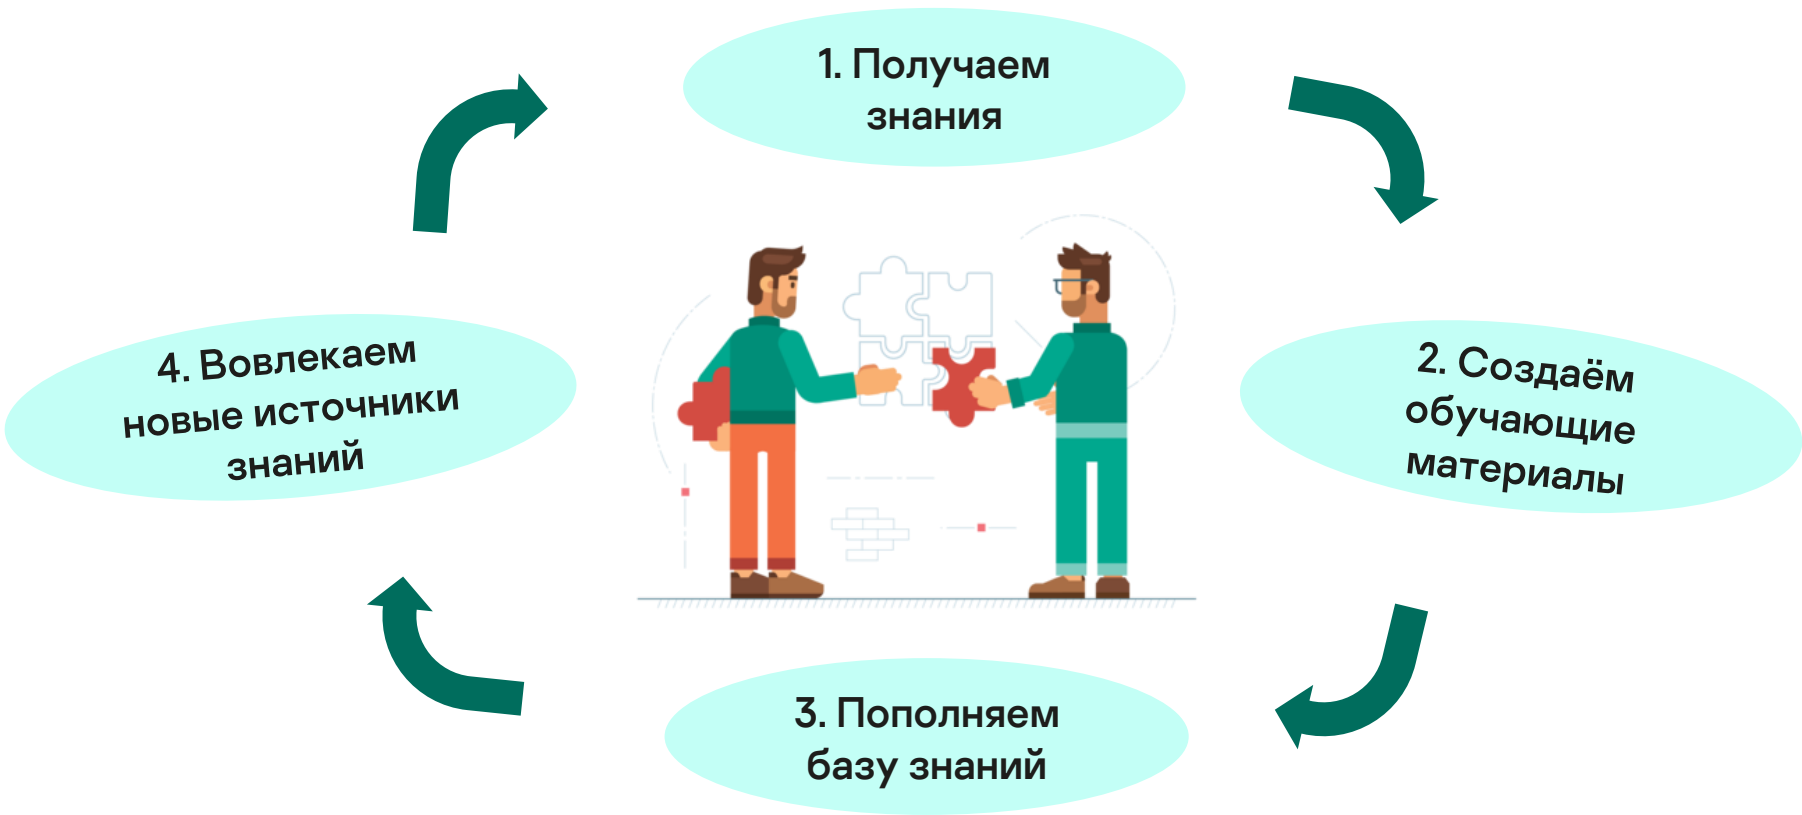 1. Получаем
знания
2. Создаём
обучающие
материалы
3. Пополняем
базу знаний
4. Вовлекаем
новые источники
знаний